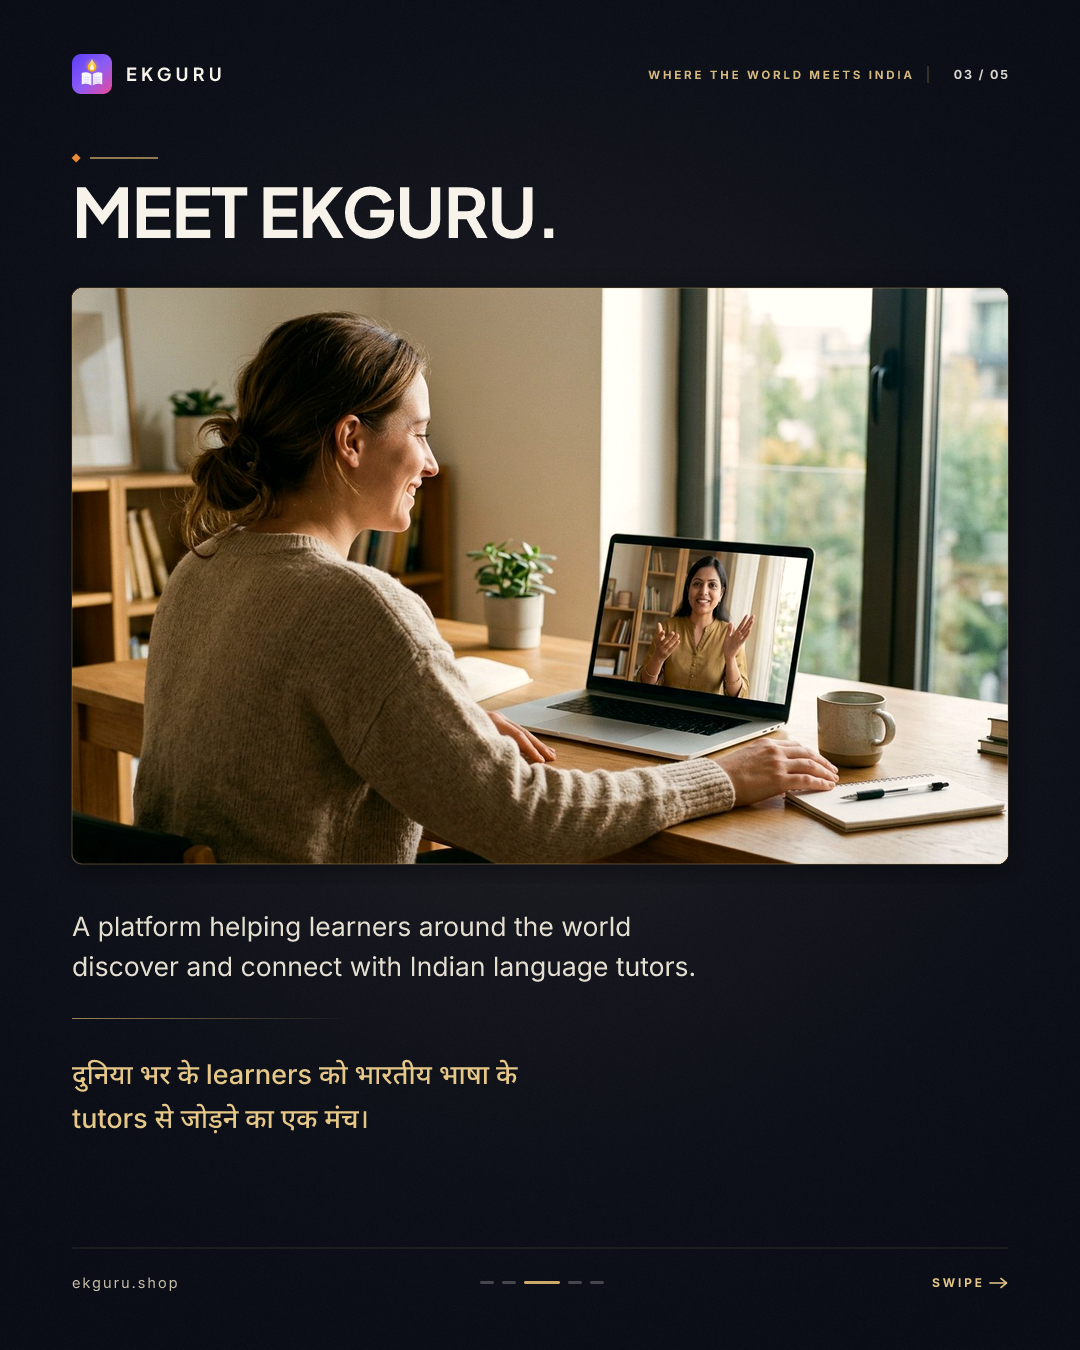 EKGURU
WHERE THE WORLD MEETS INDIA | 03 / 05
MEET EKGURU.
A platform helping learners around the world
discover and connect with Indian language tutors.
दुनिया भर के learners को भारतीय भाषा के
tutors से जोड़ने का एक मंच।
ekguru.shop
SWIPE →